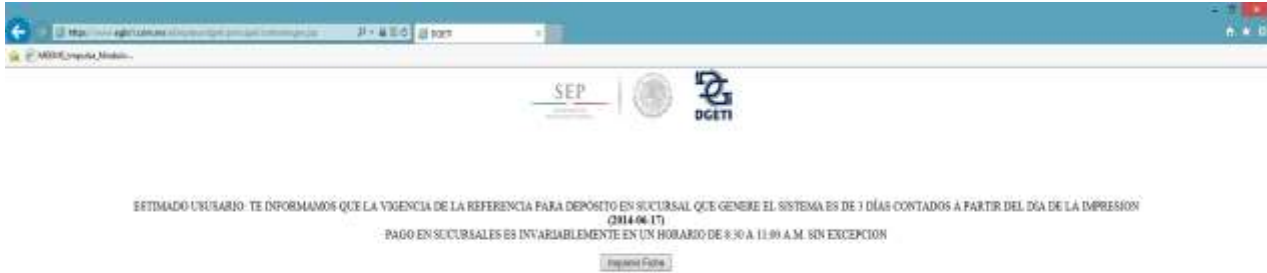 DGETI
SEP
DGETI
ESTIMADO USUSARIO: TE INFORMAMOS QUE LA VIGENCIA DE LA REFERENCIA PARA DEPOSITO EN SUCURSAL QUE GENERE EL SISTEMA ES DE 3 DÍAS CONTADOS A PARTIR DEL DIA DE LA IMPRESION
(2014-06-17)
PAGO EN SUCURSALES ES INVARIABLEMENTE EN UN HORARIO DE 8:30 A 11:00 A.M. SIN EXCEPCION
Imprimir Ficha